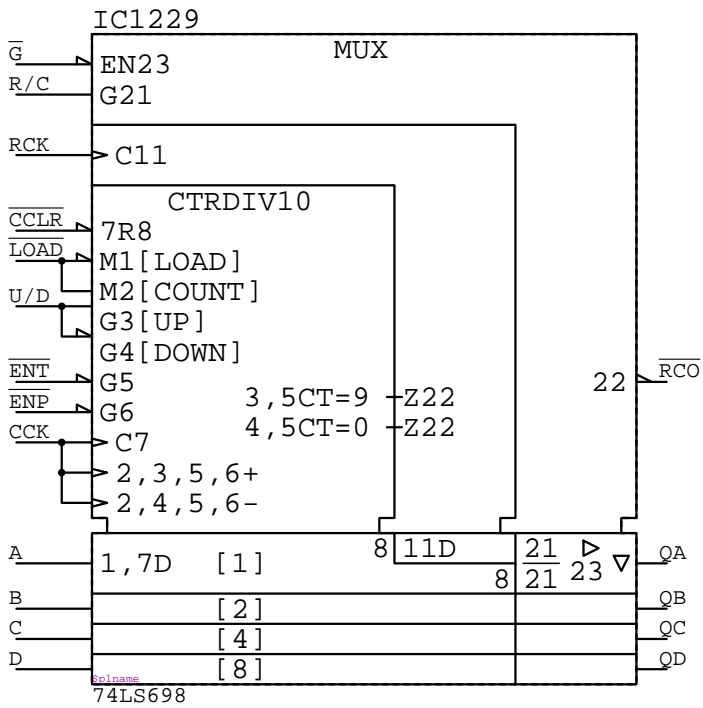 IC1229
MUX
G
EN23
R/C
G21
RCK
C11
CTRDIV10
CCLR
7R8
LOAD
M1[LOAD]
M2[COUNT]
U/D
G3[UP]
G4[DOWN]
ENT
G5
ENP
G6
3,5CT=9
Z22
22
RCO
CCK
C7
4,5CT=0
Z22
2,3,5,6+
2,4,5,6-
A
1,7D
[1]
8
11D
8
21
21
23
QA
B
[2]
QB
C
[4]
QC
D
[8]
QD
$plname
74LS698